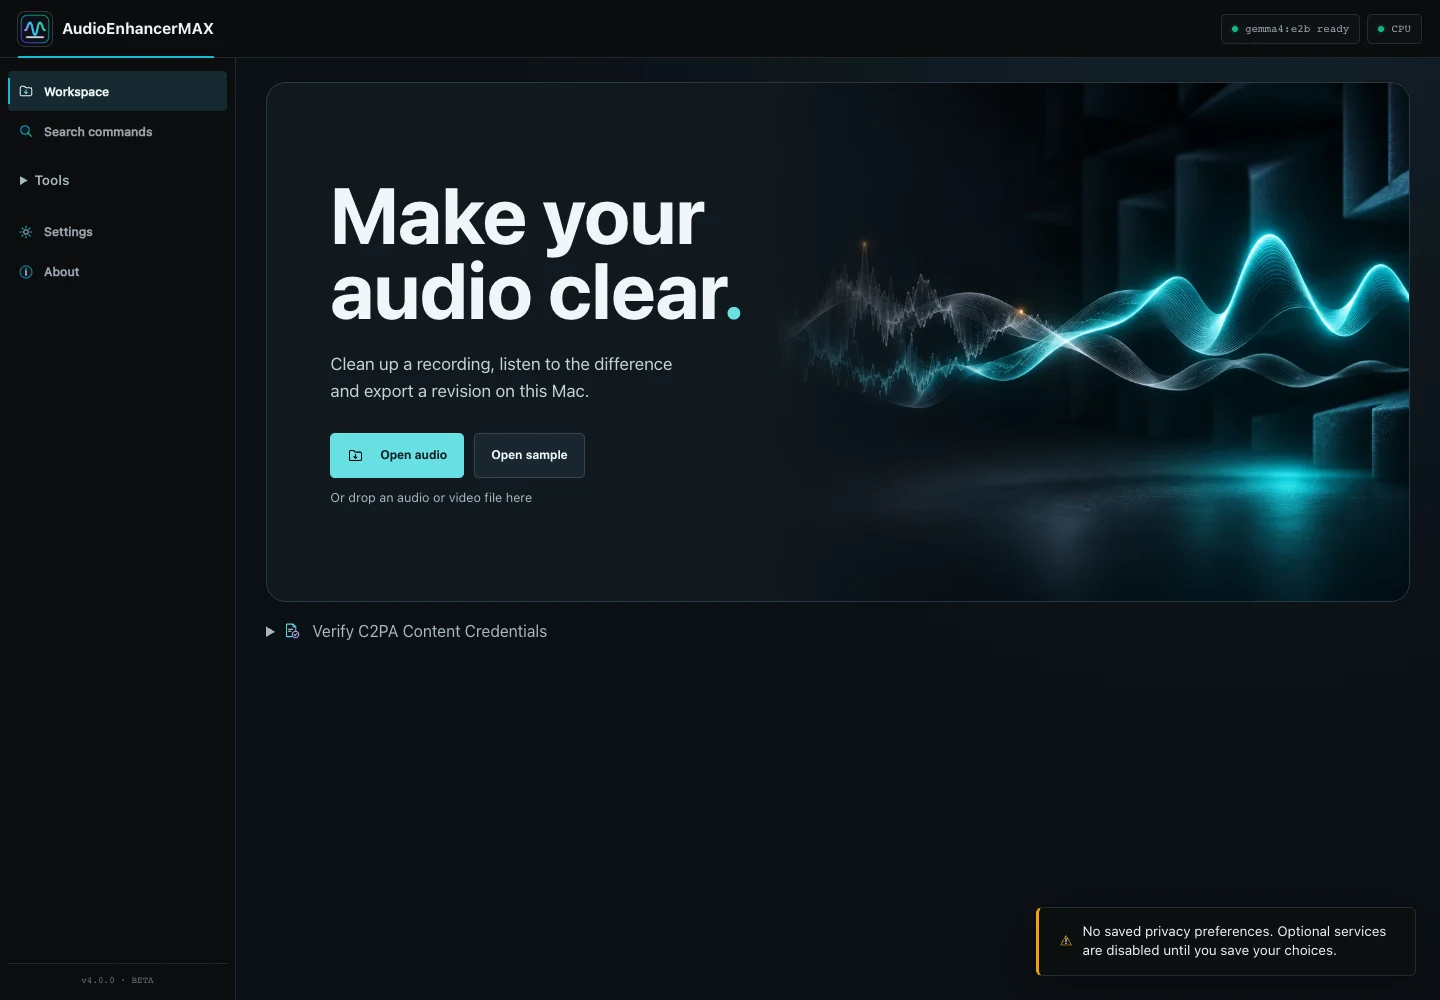 AudioEnhancerMAX
gemma4:e2b ready
CPU
Workspace
Search commands
Tools
Settings
About
Make your
audio clear.
Clean up a recording, listen to the difference
and export a revision on this Mac.
Open audio
Open sample
Or drop an audio or video file here
Verify C2PA Content Credentials
No saved privacy preferences. Optional services
are disabled until you save your choices.
v4.0.0 · BETA